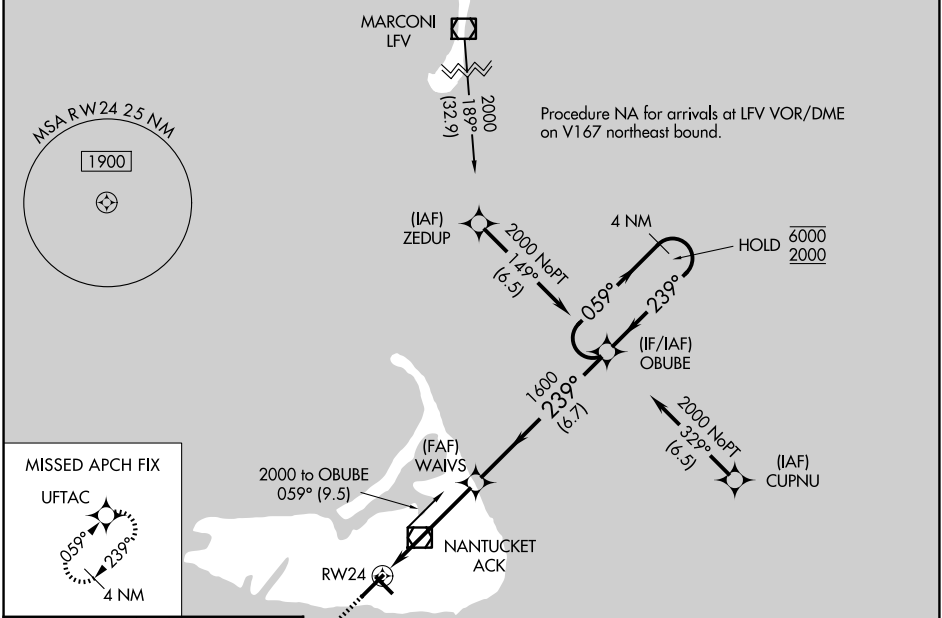 MARCONI
LFV
2000
189°
(32.9)
Procedure NA for arrivals at LFV VOR/DME
on V167 northeast bound.
MSA RW24 25 NM
1900
(IAF)
ZEDUP
2000 NoPT
149°
(6.5)
4 NM
HOLD
6000
2000
059°
239°
(IF/IAF)
OBUBE
1600
239°
(6.7)
2000 NoPT
329°
(6.5)
(IAF)
CUPNU
(FAF)
WAIVS
2000 to OBUBE
059° (9.5)
NANTUCKET
ACK
RW24
MISSED APCH FIX
UFTAC
059°
239°
4 NM